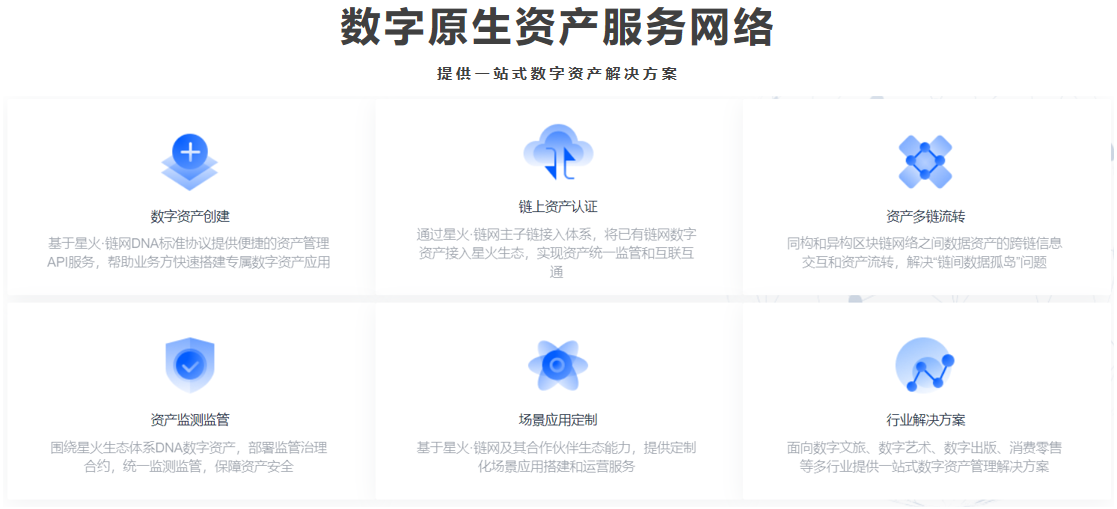 数字原生资产服务网络
提供一站式数字资产解决方案
数字资产创建
基于星火·链网DNA标准协议提供便捷的资产管理
API服务，帮助业务方快速搭建专属数字资产应用
链上资产认证
通过星火·链网主子链接入体系，将已有链网数字
资产接入星火生态，实现资产统一监管和互联互
通
资产多链流转
同构和异构区块链网络之间数据资产的跨链信息
交互和资产流转，解决“链间数据孤岛”问题
资产监测监管
围绕星火生态体系DNA数字资产，部署监管治理
合约，统一监测监管，保障资产安全
场景应用定制
基于星火·链网及其合作伙伴生态能力，提供定制
化场景应用搭建和运营服务
行业解决方案
面向数字文旅、数字艺术、数字出版、消费零售
等多行业提供一站式数字资产管理解决方案